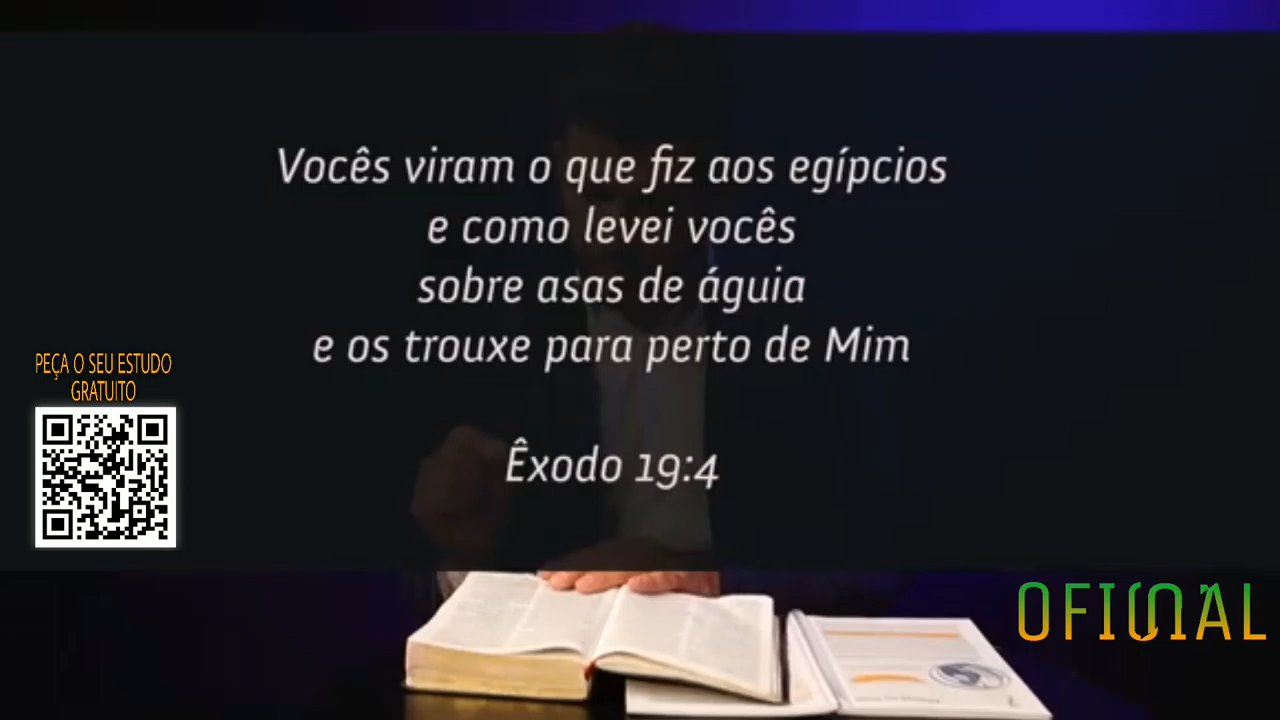 Vocês viram o que fiz aos egípcios
e como levei vocês
sobre asas de águia
e os trouxe para perto de Mim
Êxodo 19:4
PEÇA O SEU ESTUDO
GRATUITO